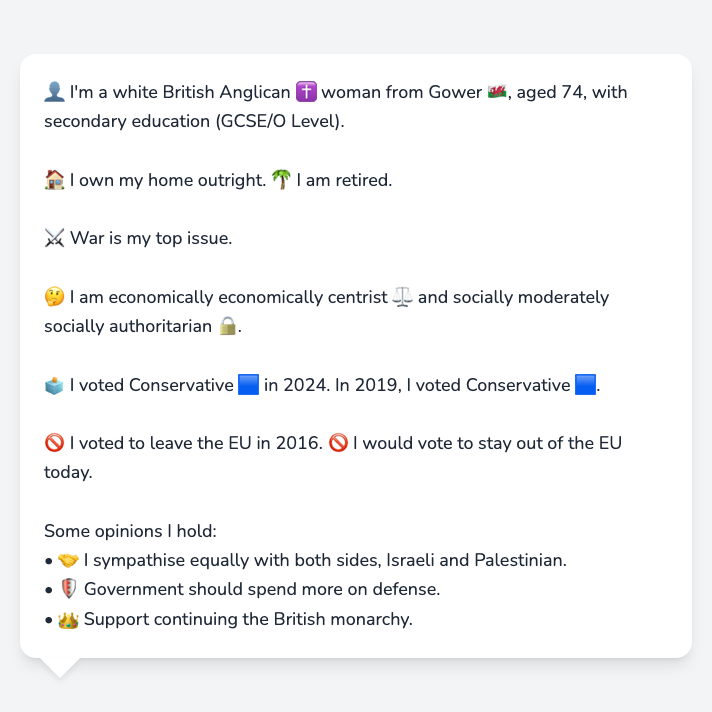 👤 I'm a white British Anglican ✝️ woman from Gower 🏴󠁧󠁢󠁷󠁬󠁳󠁿, aged 74, with
secondary education (GCSE/O Level).
🏠 I own my home outright. 🌴 I am retired.
⚔️ War is my top issue.
🤔 I am economically economically centrist ⚖️ and socially moderately
socially authoritarian 🔒.
🗳️ I voted Conservative 🟦 in 2024. In 2019, I voted Conservative 🟦.
🚫 I voted to leave the EU in 2016. 🚫 I would vote to stay out of the EU
today.
Some opinions I hold:
• 🤝 I sympathise equally with both sides, Israeli and Palestinian.
• 🛡️ Government should spend more on defense.
• 👑 Support continuing the British monarchy.